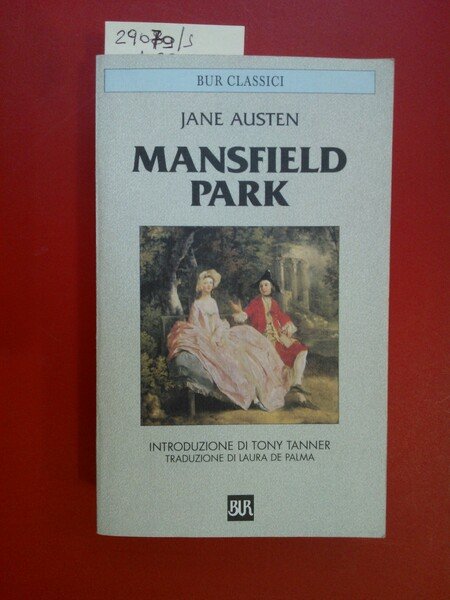 BUR CLASSICI
JANE AUSTEN
MANSFIELD
PARK
INTRODUZIONE DI TONY TANNER
TRADUZIONE DI LAURA DE PALMA
BUR